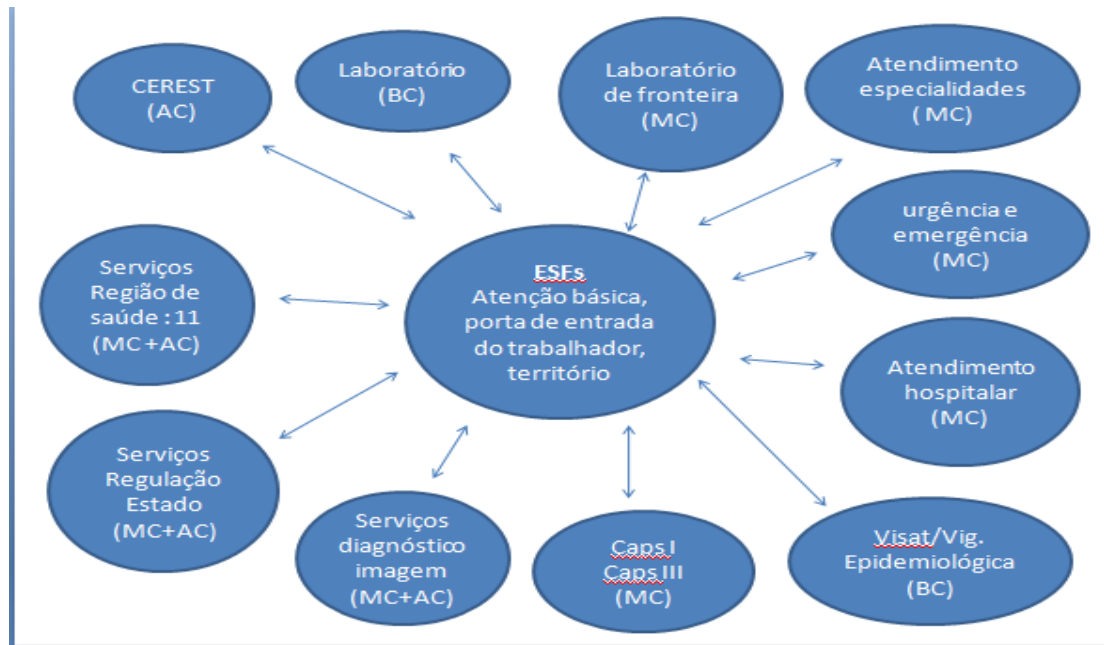 CEREST
(AC)
Laboratório
(BC)
Laboratório
de fronteira
(MC)
Atendimento
especialidades
( MC)
urgência e
emergência
(MC)
Serviços
Região de
saúde : 11
(MC +AC)
ESFs
Atenção básica,
porta de entrada
do trabalhador,
território
Atendimento
hospitalar
(MC)
Serviços
Regulação
Estado
(MC+AC)
Serviços
diagnóstico
imagem
(MC+AC)
Caps I
Caps III
(MC)
Visat/Vig.
Epidemiológica
(BC)